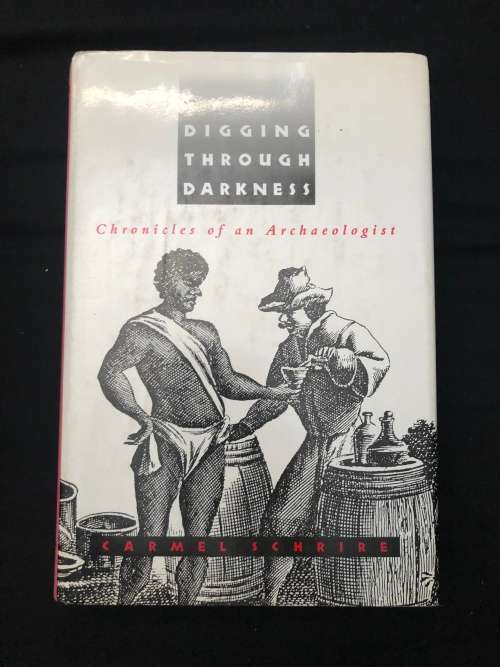 DIGGING
THROUGH
DARKNESS
Chronicles of an Archaeologist
CARMEL SCHRIRE